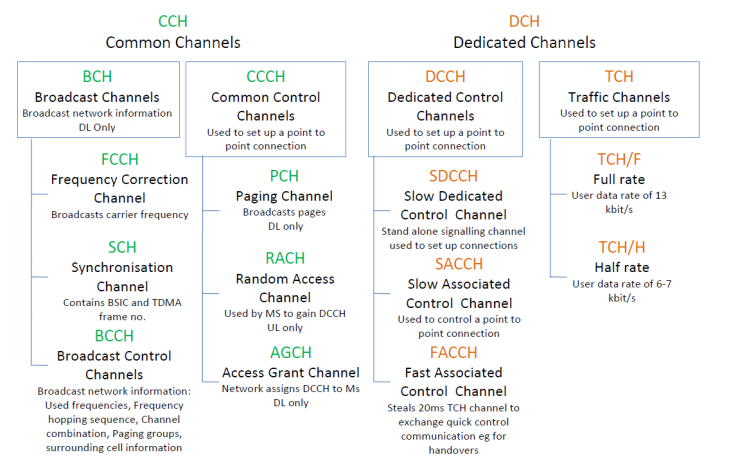 CCH
Common Channels
DCH
Dedicated Channels
BCH
Broadcast Channels
Broadcast network information
DL Only
FCCH
Frequency Correction
Channel
Broadcasts carrier frequency
SCH
Synchronisation
Channel
Contains BSIC and TDMA
frame no.
BCCH
Broadcast Control
Channels
Broadcast network information:
Used frequencies, Frequency
hopping sequence, Channel
combination, Paging groups,
surrounding cell information
CCCH
Common Control
Channels
Used to set up a point to
point connection
PCH
Paging Channel
Broadcasts pages
DL only
RACH
Random Access
Channel
Used by MS to gain DCCH
UL only
AGCH
Access Grant Channel
Network assigns DCCH to Ms
DL only
DCCH
Dedicated Control
Channels
Used to set up a point to
point connection
SDCCH
Slow Dedicated
Control Channel
Stand alone signalling channel
used to set up connections
SACCH
Slow Associated
Control Channel
Used to control a point to
point connection
FACCH
Fast Associated
Control Channel
Steals 20ms TCH channel to
exchange quick control
communication eg for
handovers
TCH
Traffic Channels
Used to set up a point to
point connection
TCH/F
Full rate
User data rate of 13
kbit/s
TCH/H
Half rate
User data rate of 6-7
kbit/s